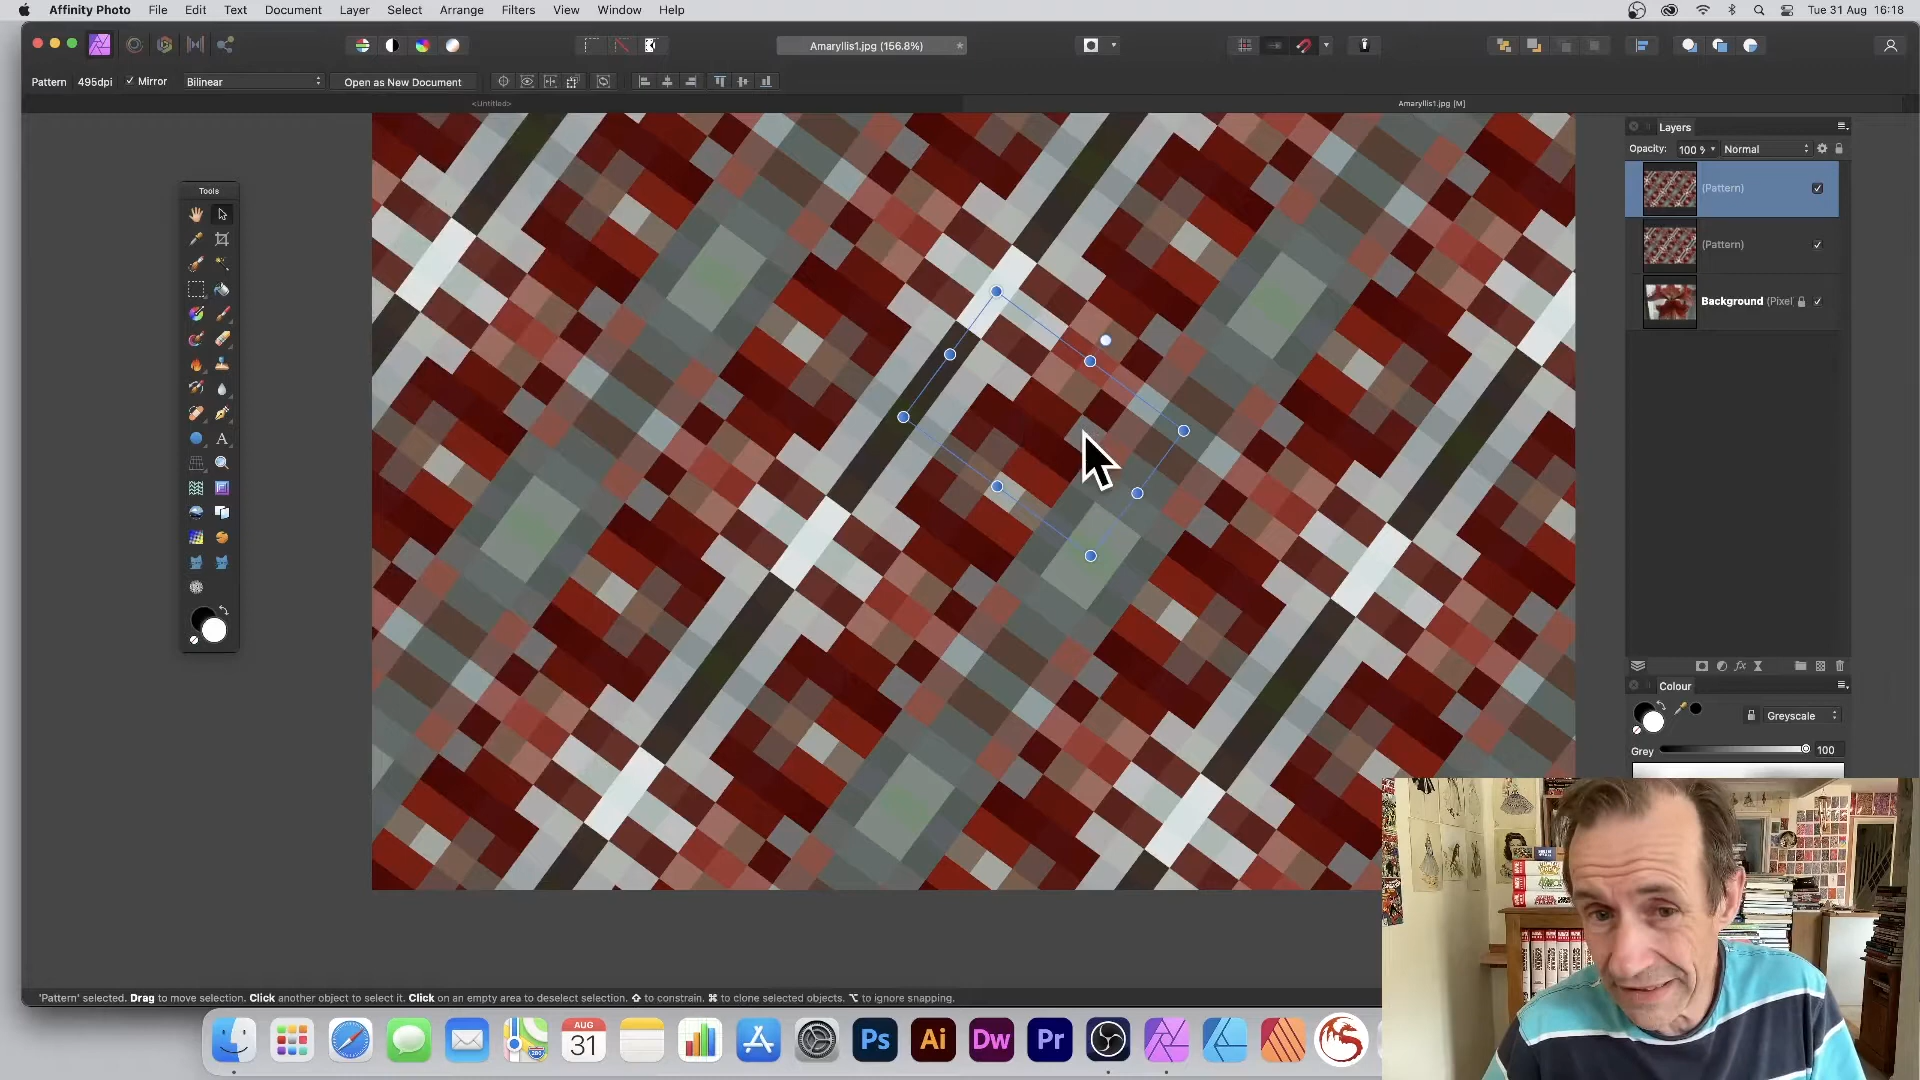 Affinity Photo File Edit Text Document Layer Select Arrange Filters View Window Help
Tue 31 Aug 16:18
Amaryllis1.jpg (156.8%)
Pattern 495dpi Mirror Bilinear Open as New Document
<Untitled>
Amaryllis1.jpg [M]
Layers
Opacity: 100 % Normal
Tools
(Pattern)
(Pattern)
Background (Pixel
Colour
Greyscale
Grey 100
'Pattern' selected. Drag to move selection. Click another object to select it. Click on an empty area to deselect selection. ⇧ to constrain. ⌘ to clone selected objects. ⌥ to ignore snapping.
AUG
31
280
Ps Ai Dw Pr